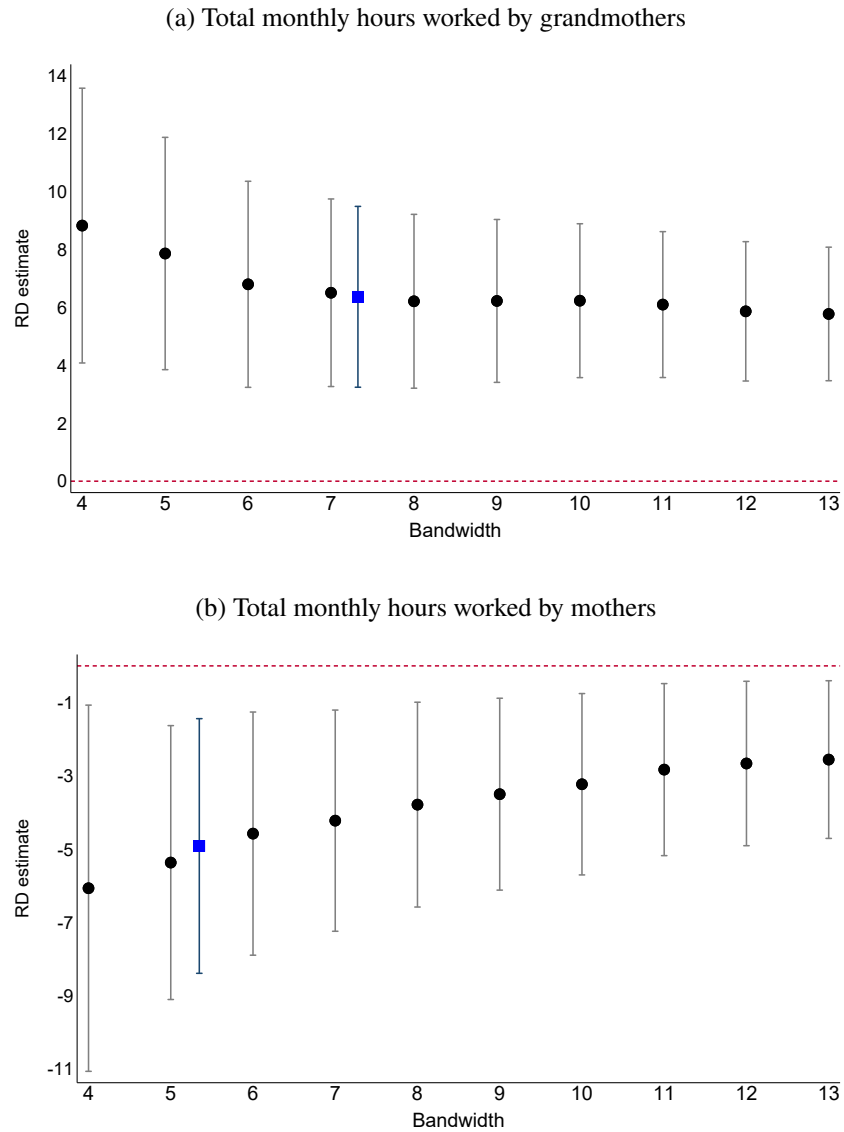 (a) Total monthly hours worked by grandmothers
14
12
10
8
6
4
2
0
RD estimate
4 5 6 7 8 9 10 11 12 13
Bandwidth
(b) Total monthly hours worked by mothers
-1
-3
-5
-7
-9
-11
RD estimate
4 5 6 7 8 9 10 11 12 13
Bandwidth